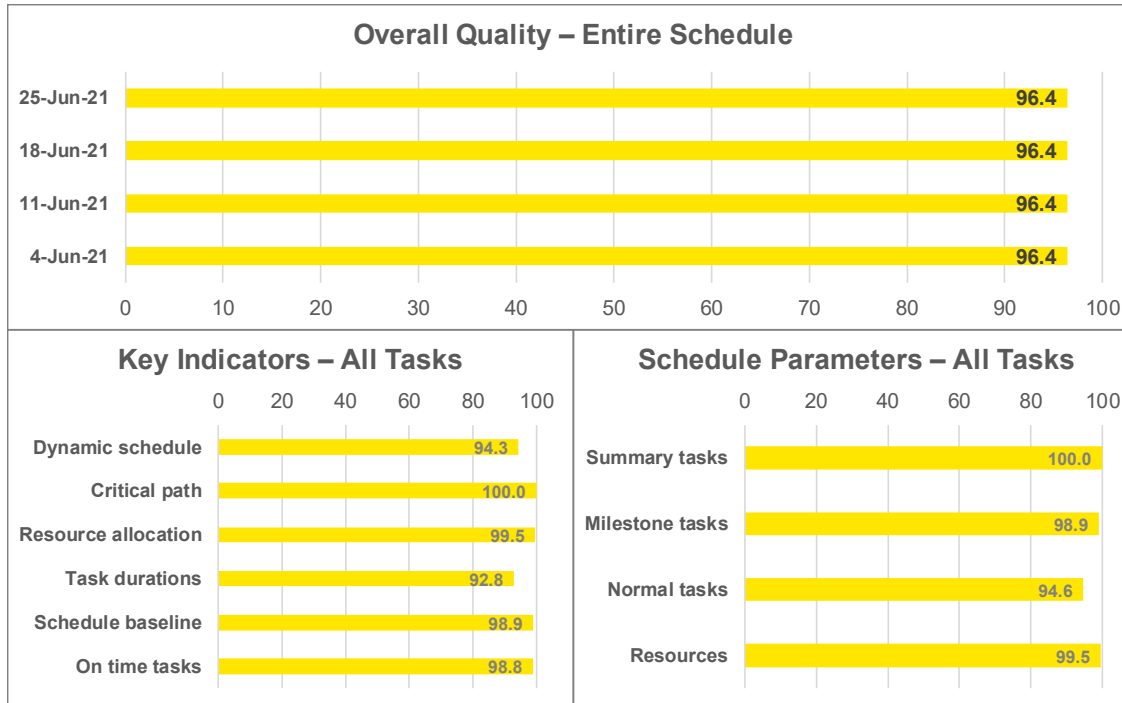 Overall Quality – Entire Schedule
25-Jun-21 96.4
18-Jun-21 96.4
11-Jun-21 96.4
4-Jun-21 96.4
0 10 20 30 40 50 60 70 80 90 100
Key Indicators – All Tasks
0 20 40 60 80 100
Dynamic schedule 94.3
Critical path 100.0
Resource allocation 99.5
Task durations 92.8
Schedule baseline 98.9
On time tasks 98.8
Schedule Parameters – All Tasks
0 20 40 60 80 100
Summary tasks 100.0
Milestone tasks 98.9
Normal tasks 94.6
Resources 99.5